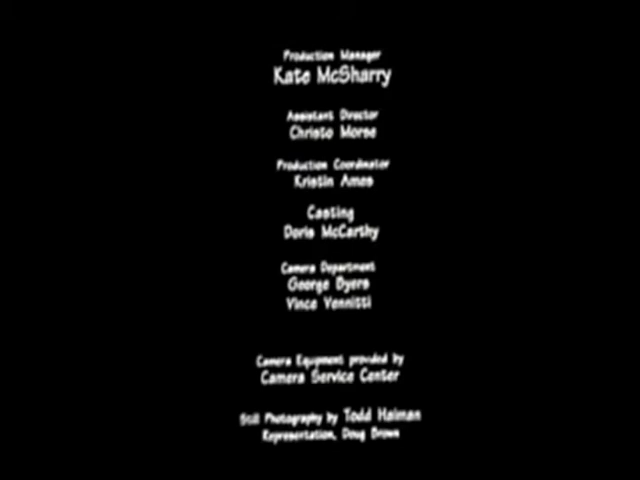 Production Manager
Kate McSharry
Assistant Director
Christo Morse
Production Coordinator
Kristin Ames
Casting
Doris McCarthy
Camera Department
George Byers
Vince Vennitti
Camera Equipment provided by
Camera Service Center
Still Photography by Todd Haiman
Representation, Doug Brown